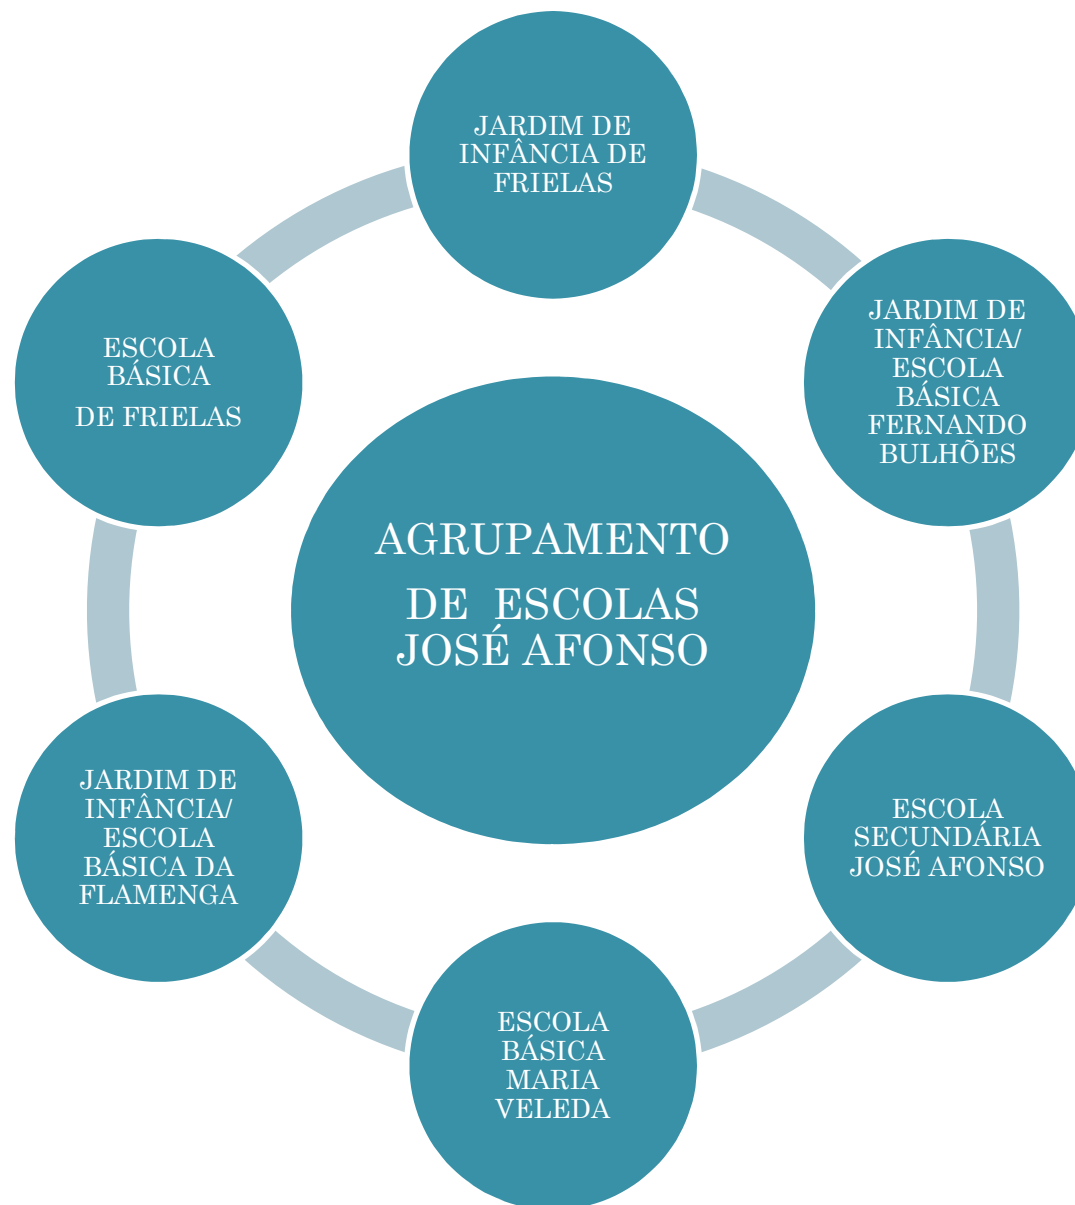 JARDIM DE
INFÂNCIA DE
FRIELAS
JARDIM DE
INFÂNCIA/
ESCOLA
BÁSICA
FERNANDO
BULHÕES
ESCOLA
SECUNDÁRIA
JOSÉ AFONSO
ESCOLA
BÁSICA
MARIA
VELEDA
JARDIM DE
INFÂNCIA/
ESCOLA
BÁSICA DA
FLAMENGA
ESCOLA
BÁSICA
DE FRIELAS
AGRUPAMENTO
DE ESCOLAS
JOSÉ AFONSO